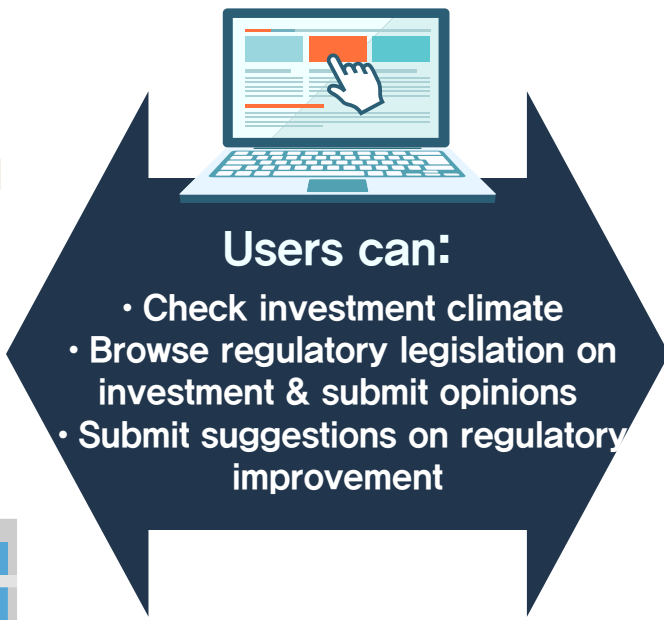 Users can:
• Check investment climate
• Browse regulatory legislation on
investment & submit opinions
• Submit suggestions on regulatory
improvement